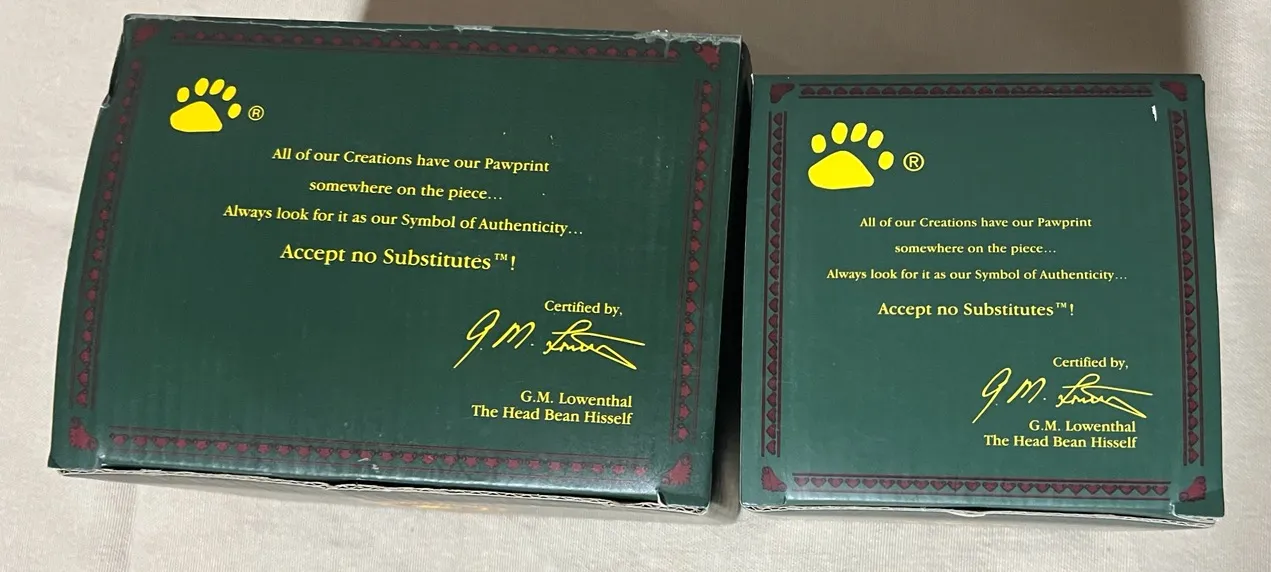 ®
All of our Creations have our Pawprint
somewhere on the piece...
Always look for it as our Symbol of Authenticity...
Accept no Substitutes™!
Certified by,
G.M. Lowenthal
The Head Bean Hisself
®
All of our Creations have our Pawprint
somewhere on the piece...
Always look for it as our Symbol of Authenticity...
Accept no Substitutes™!
Certified by,
G.M. Lowenthal
The Head Bean Hisself